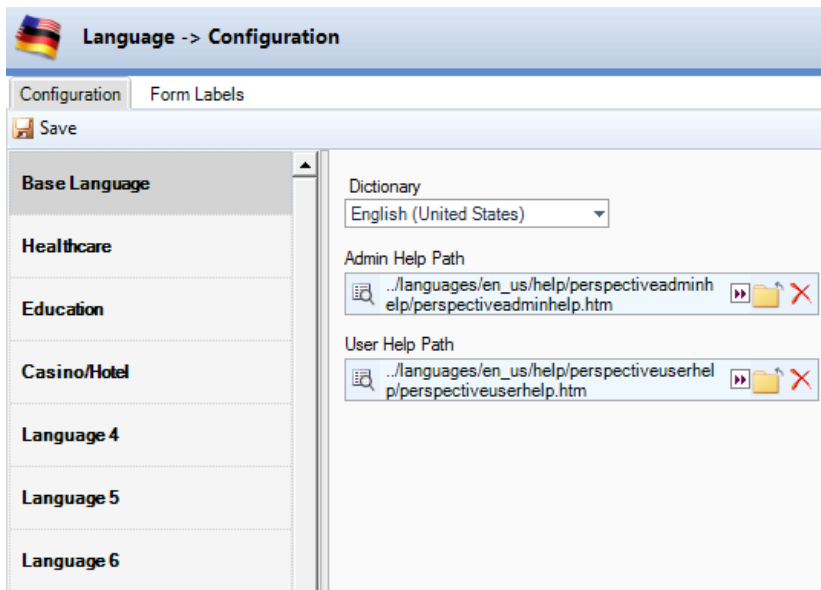 Language -> Configuration
Configuration Form Labels
Save
Base Language
Healthcare
Education
Casino/Hotel
Language 4
Language 5
Language 6
Dictionary
English (United States)
Admin Help Path
../languages/en_us/help/perspectiveadminh
elp/perspectiveadminhelp.htm
User Help Path
../languages/en_us/help/perspectiveuserhel
p/perspectiveuserhelp.htm